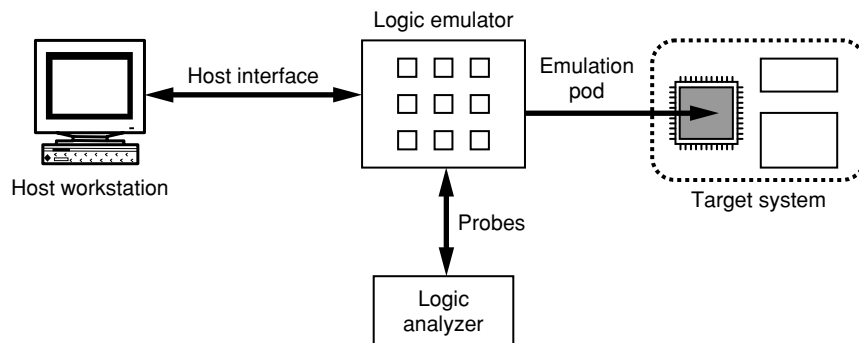 Logic emulator
Host interface
Emulation
pod
Host workstation
Target system
Probes
Logic
analyzer